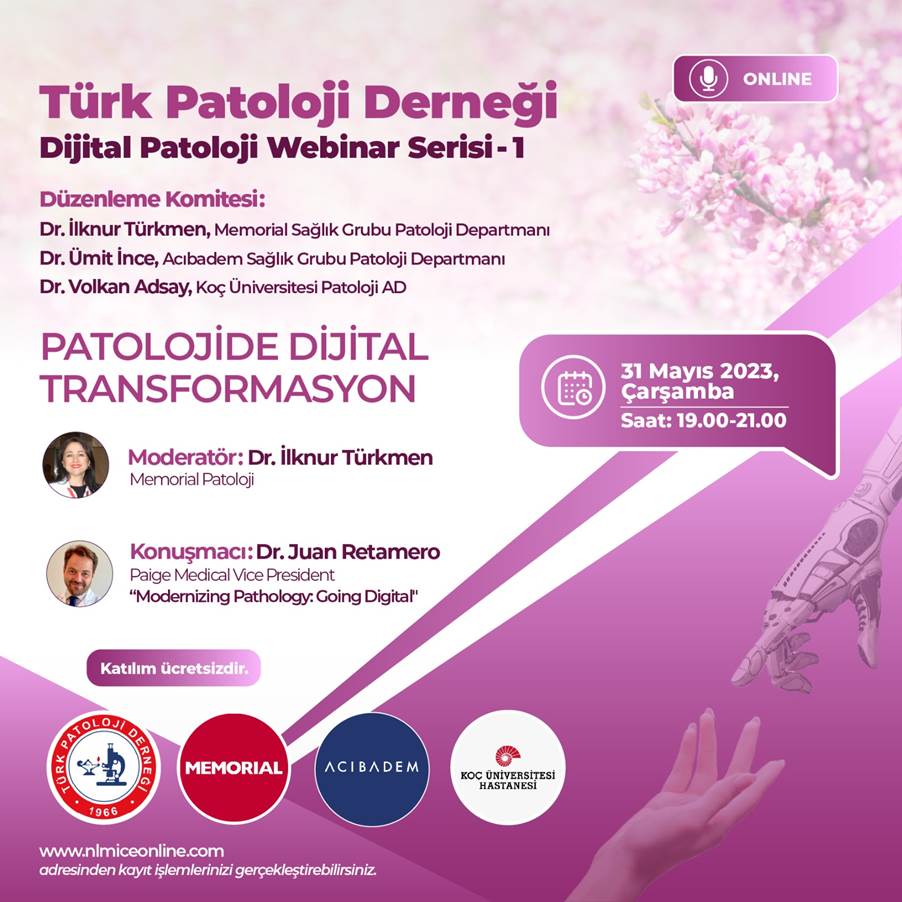 ONLINE
Türk Patoloji Derneği
Dijital Patoloji Webinar Serisi - 1
Düzenleme Komitesi:
Dr. İlknur Türkmen, Memorial Sağlık Grubu Patoloji Departmanı
Dr. Ümit İnce, Acıbadem Sağlık Grubu Patoloji Departmanı
Dr. Volkan Adsay, Koç Üniversitesi Patoloji AD
PATOLOJİDE DİJİTAL
TRANSFORMASYON
31 Mayıs 2023,
Çarşamba
Saat: 19.00-21.00
Moderatör: Dr. İlknur Türkmen
Memorial Patoloji
Konuşmacı: Dr. Juan Retamero
Paige Medical Vice President
“Modernizing Pathology: Going Digital"
Katılım ücretsizdir.
TÜRK PATOLOJİ DERNEĞİ
1966
MEMORIAL
ACIBADEM
KOÇ ÜNİVERSİTESİ
HASTANESİ
www.nlmiceonline.com
adresinden kayıt işlemlerinizi gerçekleştirebilirsiniz.